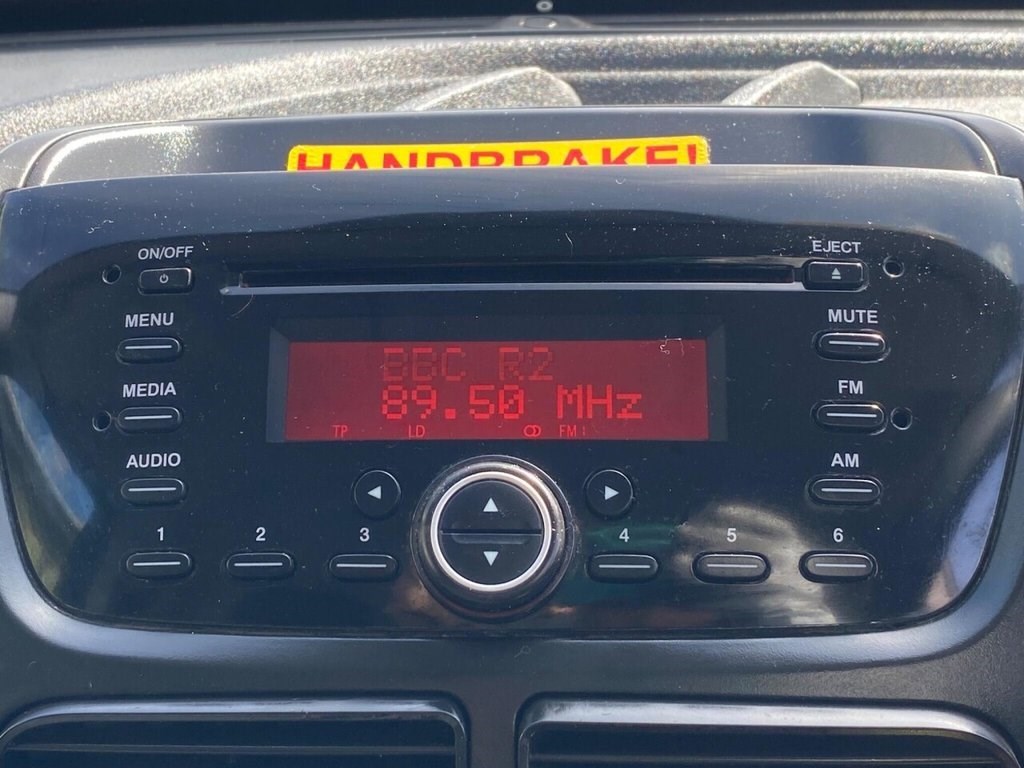 HANDBRAKE!
ON/OFF
EJECT
MENU
MUTE
BBC R2
MEDIA
FM
89.50 MHz
TP LD FM
AUDIO
AM
1 2 3 4 5 6